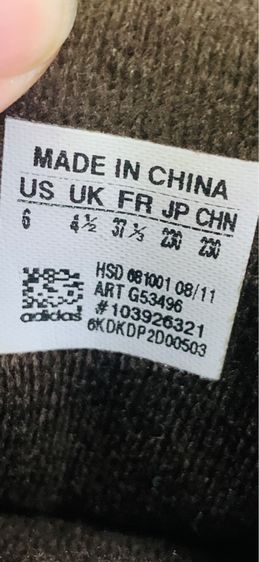 MADE IN CHINA
US UK FR JP CHN
6 4½ 37⅓ 230 230
HSD 681001 08/11
ART G53496
#103926321
adidas
6KDKDP2D00503